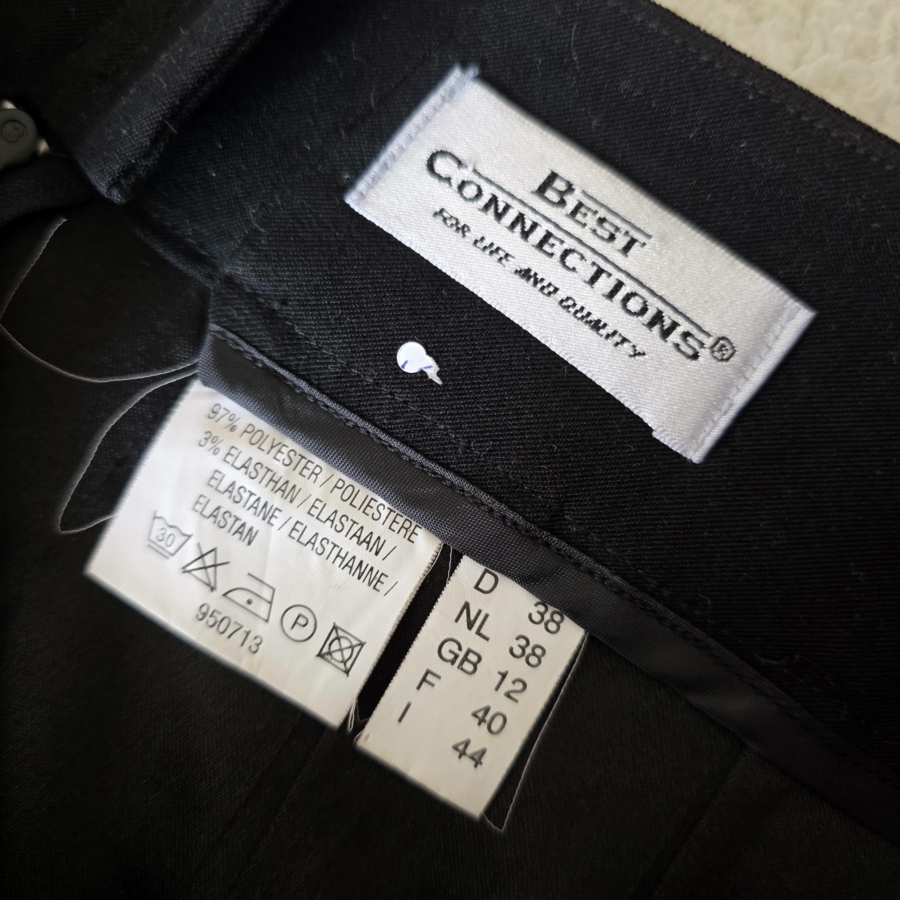 BEST
CONNECTIONS®
FOR LIFE AND QUALITY
97% POLYESTER / POLIESTERE
3% ELASTHAN / ELASTAAN /
ELASTANE / ELASTHANNE /
ELASTAN
30
P
950713
D 38
NL 38
GB 12
F 40
I 44